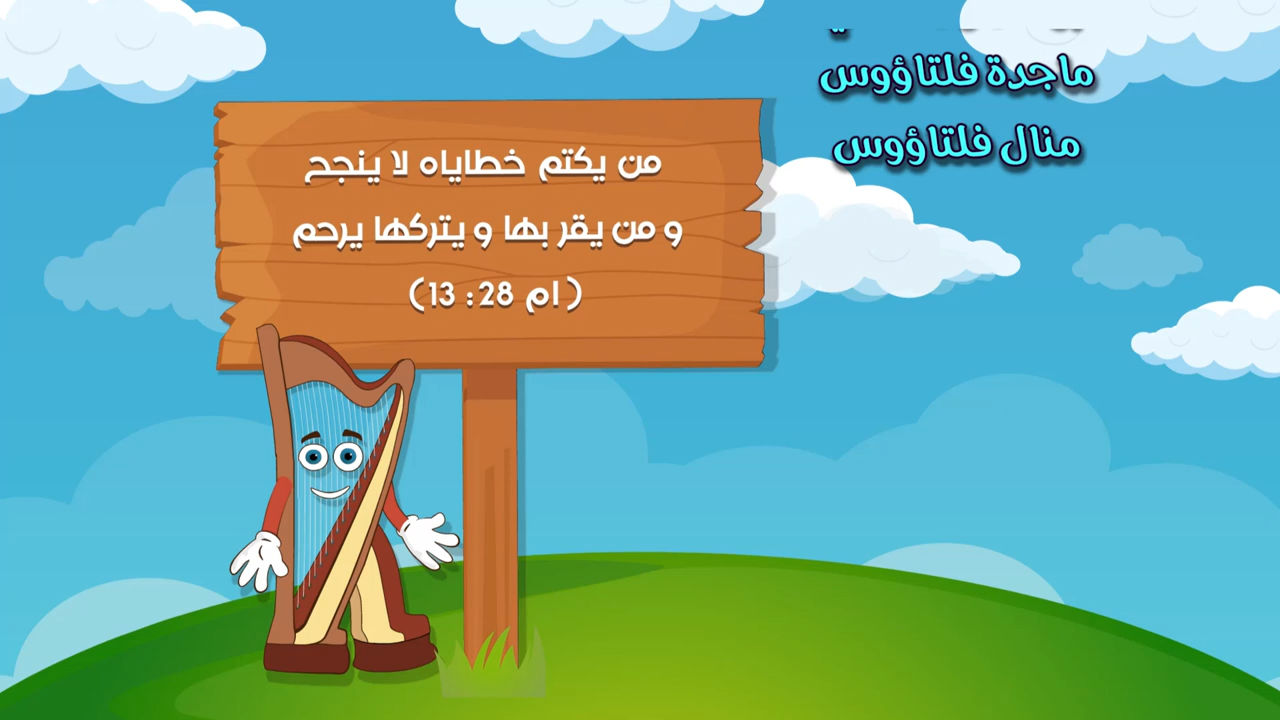 ماجدة فلتاؤوس
منال فلتاؤوس
من يكتم خطاياه لا ينجح
و من يقر بها و يتركها يرحم
(ام 28 : 13)